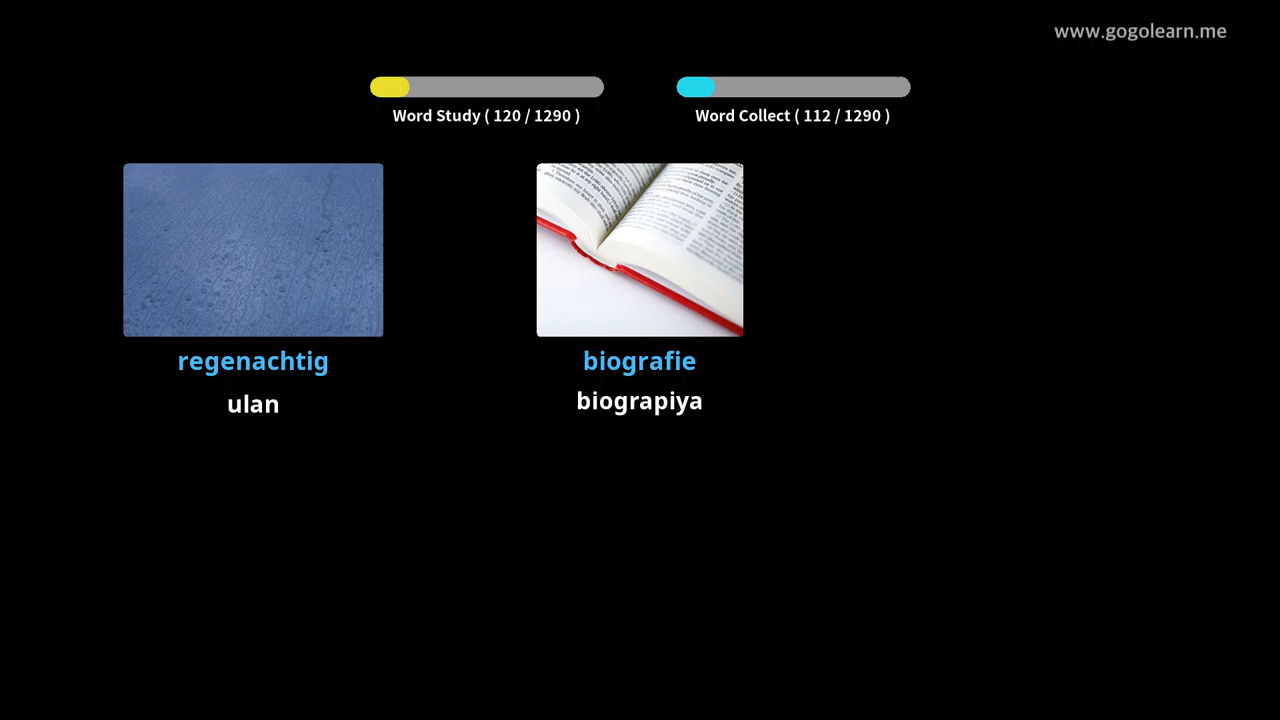 www.gogolearn.me
Word Study ( 120 / 1290 )
Word Collect ( 112 / 1290 )
regenachtig
biografie
ulan
biograpiya